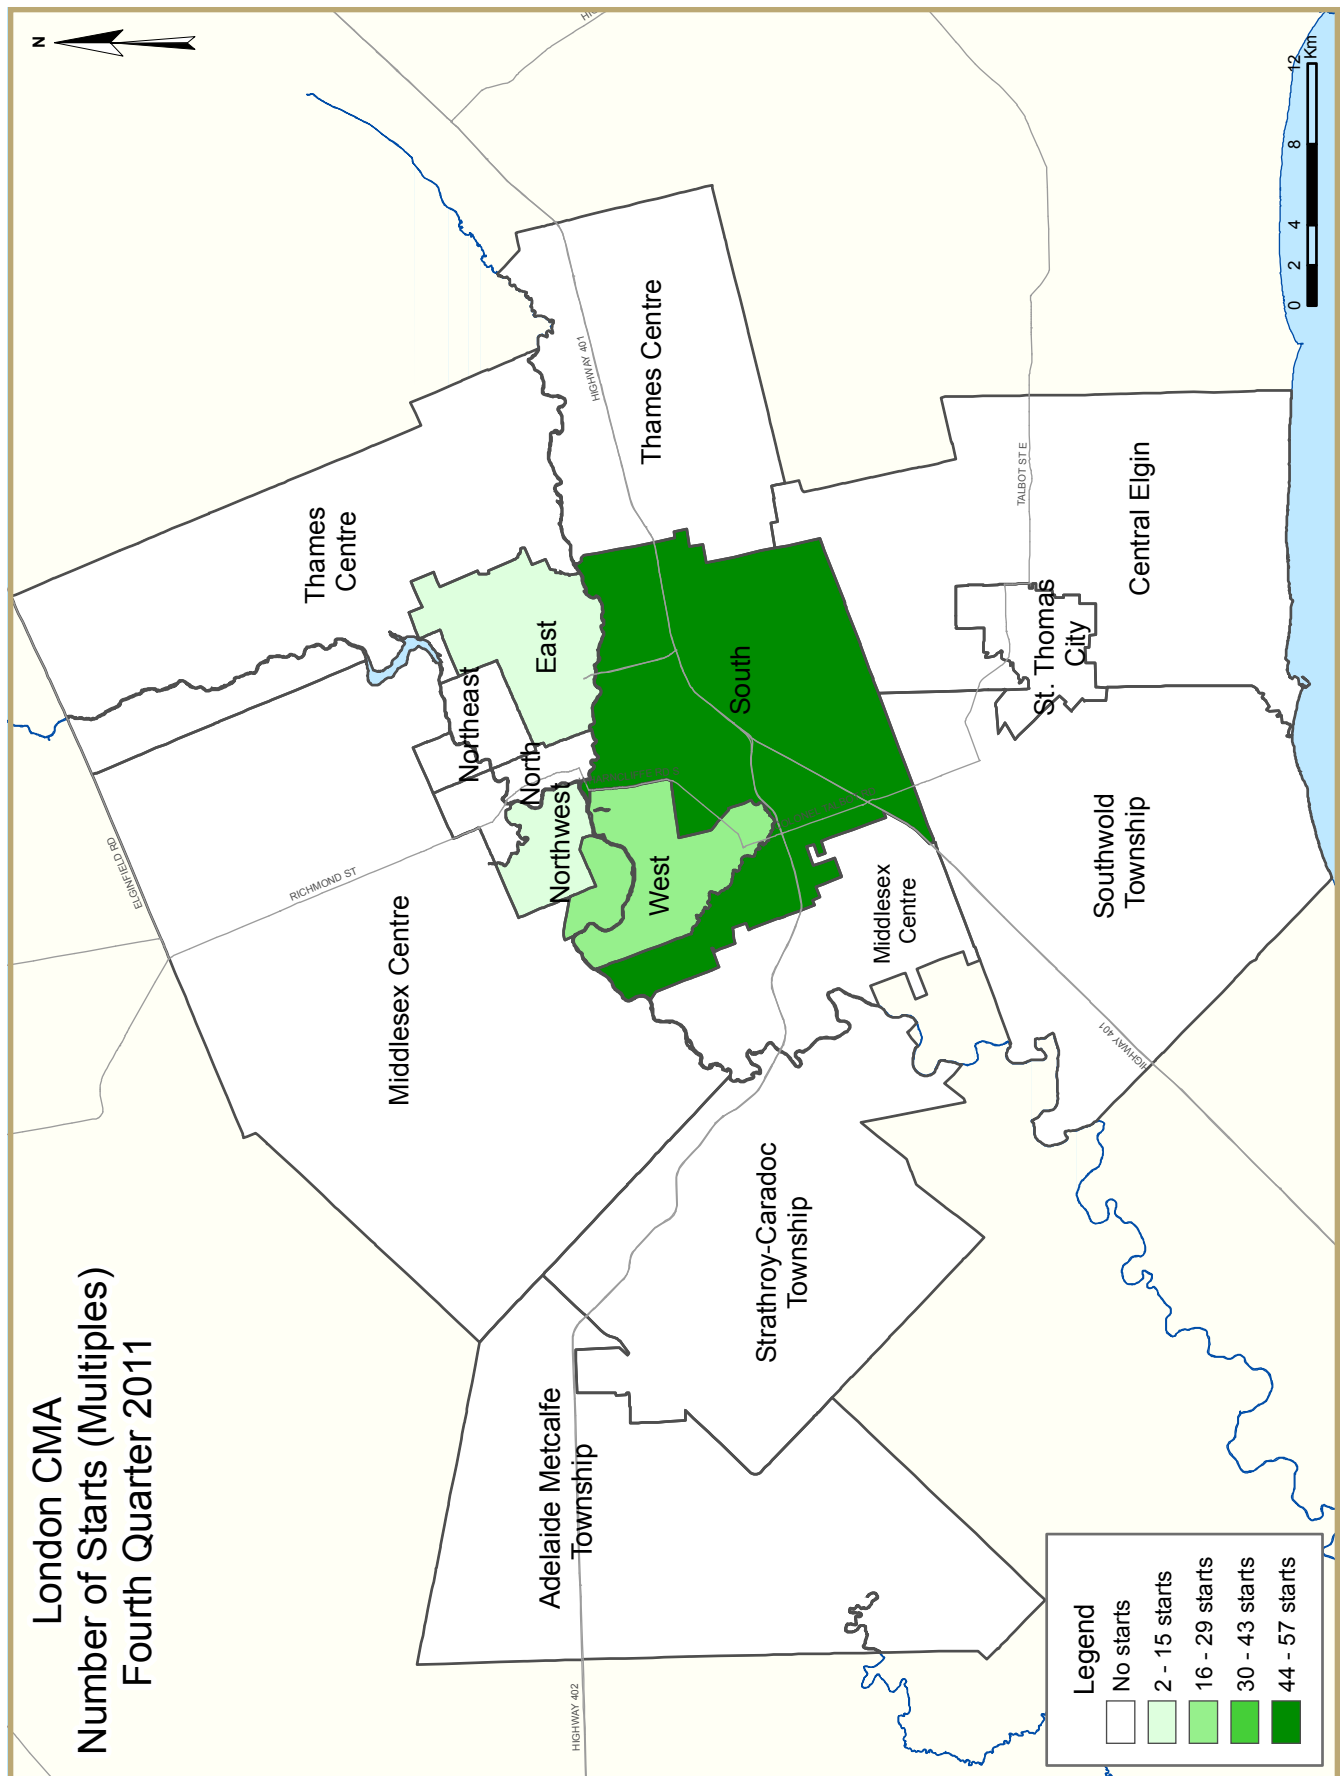 London CMA
Number of Starts (Multiples)
Fourth Quarter 2011
N
ELGINFIELD RD
RICHMOND ST
Thames
Centre
Middlesex Centre
Northeast
North
Northwest
East
West
South
HIGHWAY 401
Thames Centre
Adelaide Metcalfe
Township
HIGHWAY 402
Strathroy-Caradoc
Township
Middlesex
Centre
TALBOT ST E
St. Thomas
City
Central Elgin
Southwold
Township
HIGHWAY 401
Legend
No starts
2 - 15 starts
16 - 29 starts
30 - 43 starts
44 - 57 starts
0 2 4 8 12
Km